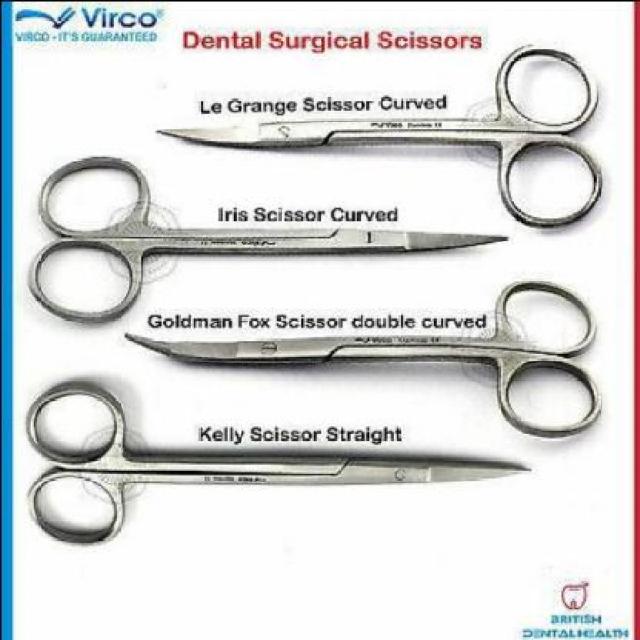 Virco®
VIRCO - IT'S GUARANTEED
Dental Surgical Scissors
Le Grange Scissor Curved
Iris Scissor Curved
Goldman Fox Scissor double curved
Kelly Scissor Straight
BRITISH
DENTALHEALTH